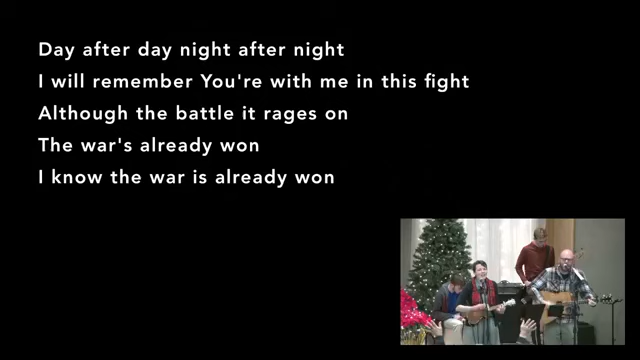 Day after day night after night
I will remember You're with me in this fight
Although the battle it rages on
The war's already won
I know the war is already won